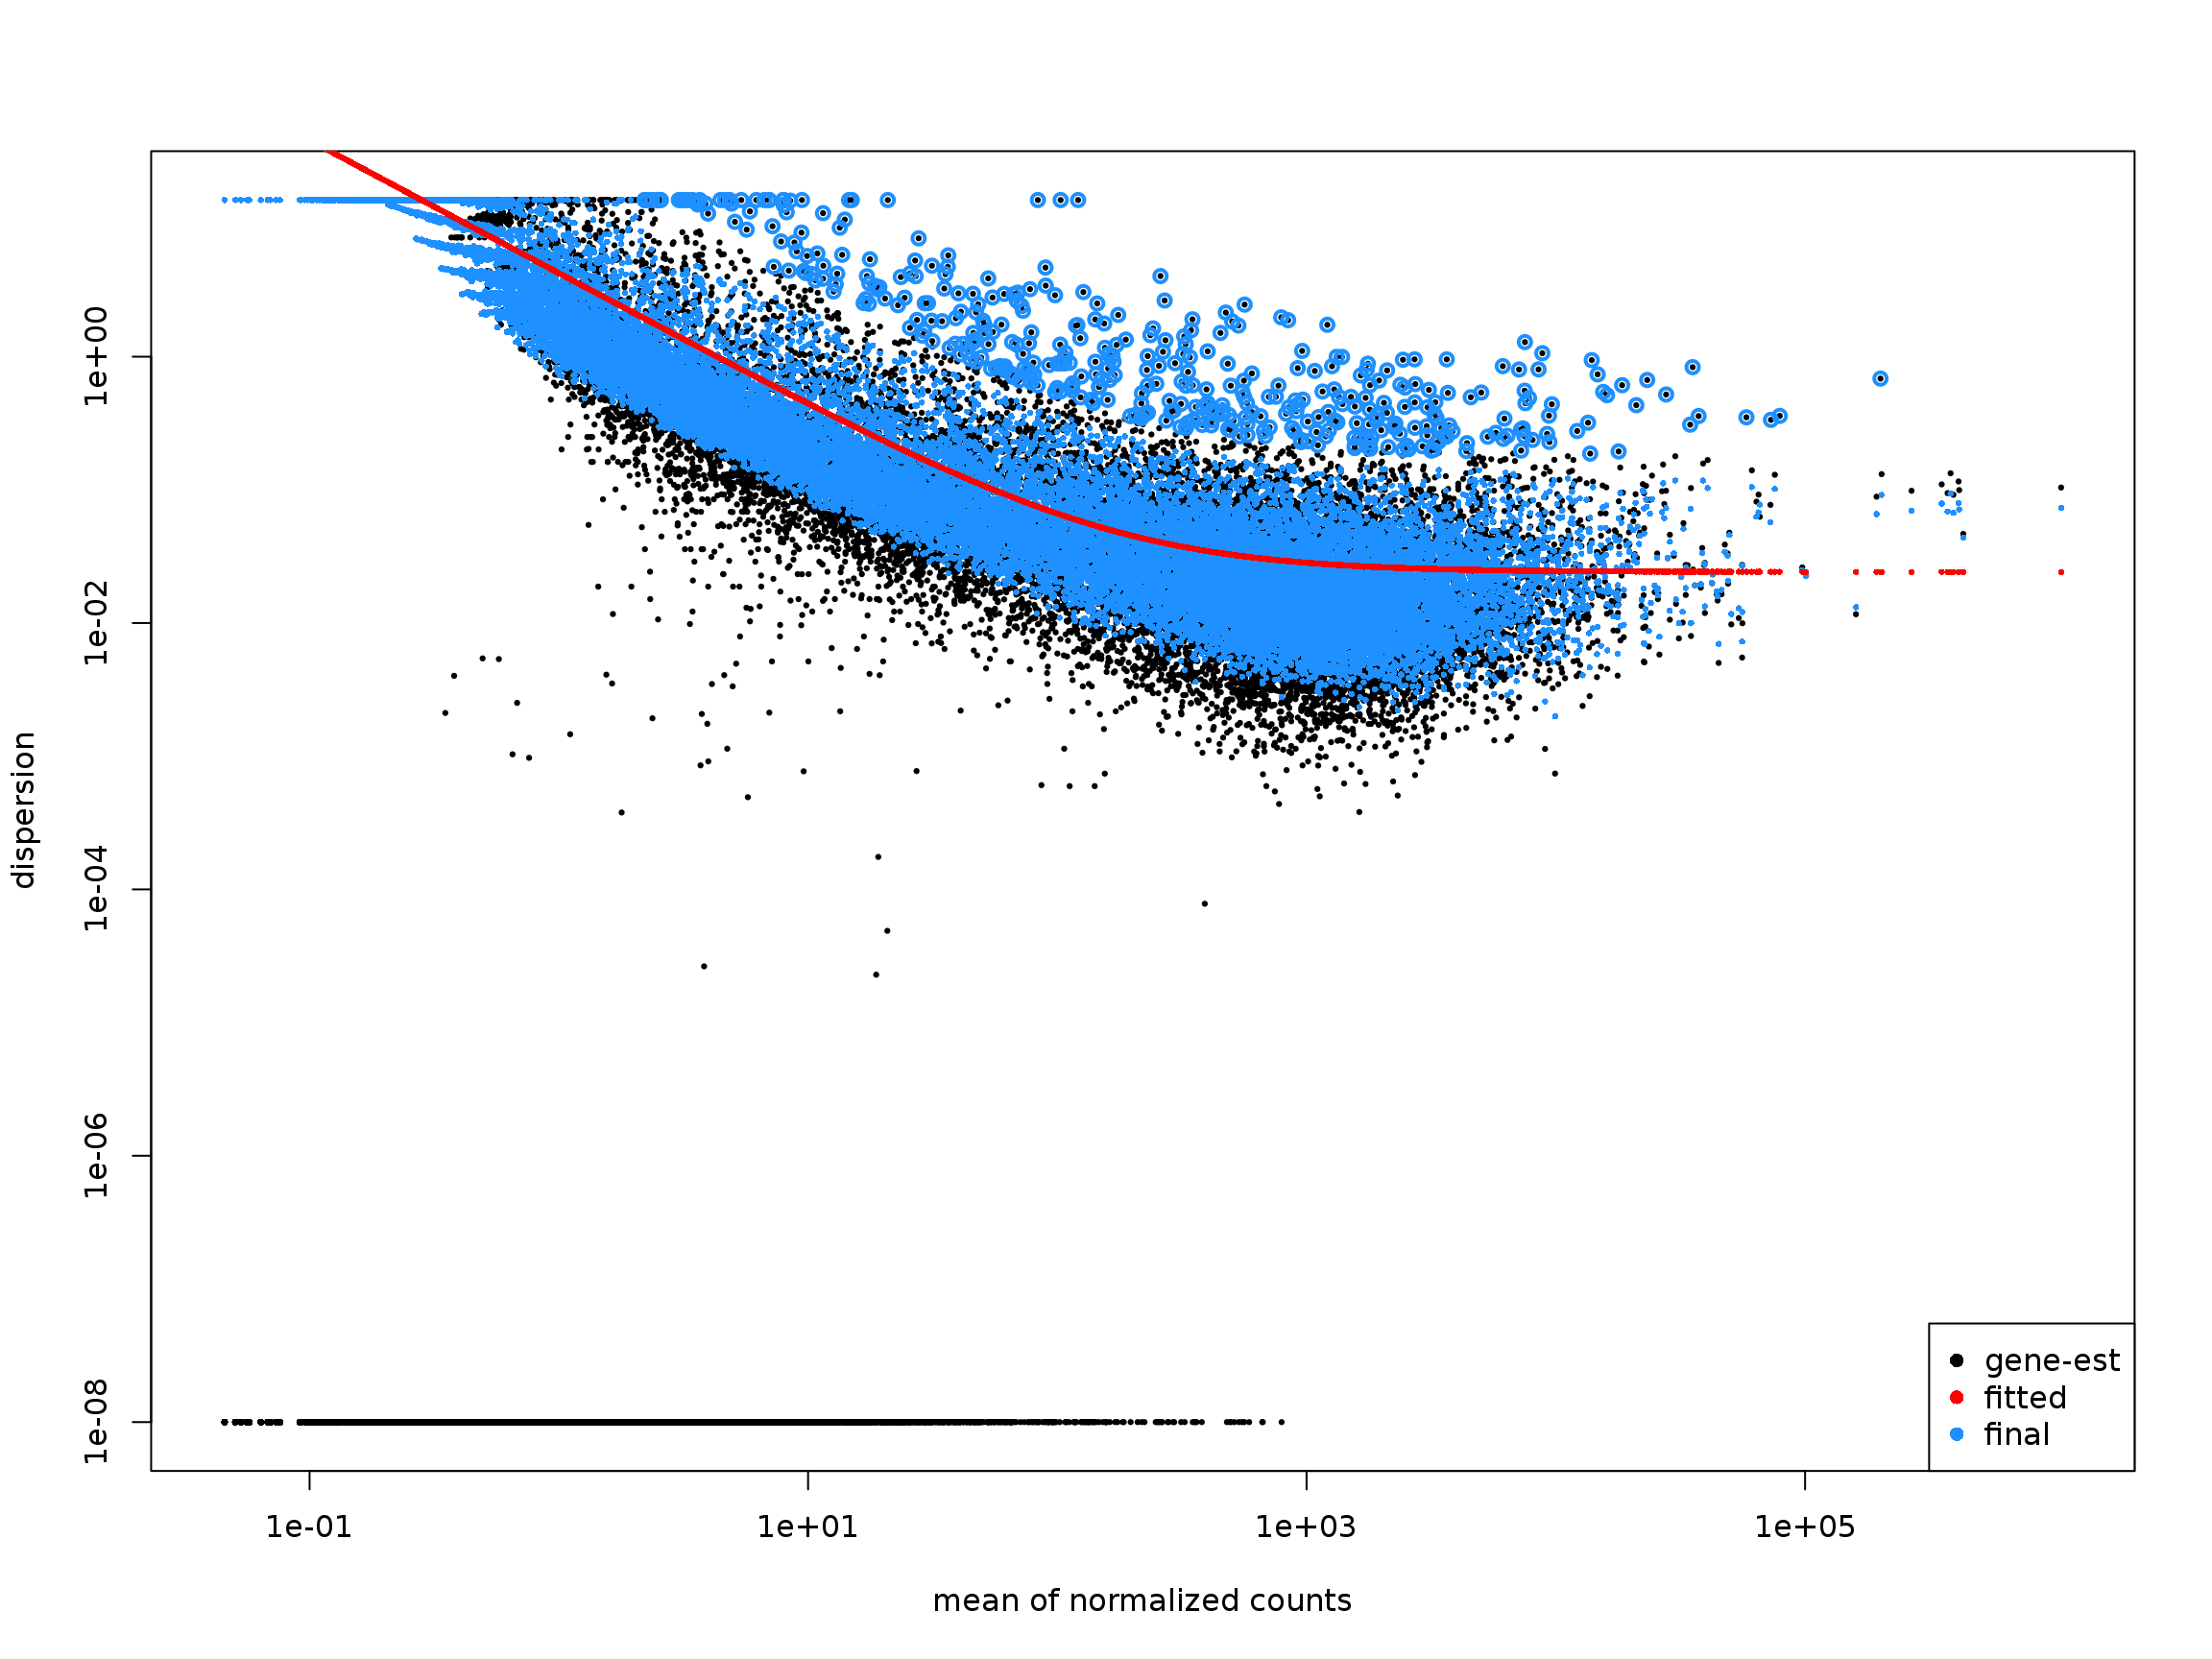 dispersion
1e+00
1e-02
1e-04
1e-06
1e-08
gene-est
fitted
final
1e-01
1e+01
1e+03
1e+05
mean of normalized counts